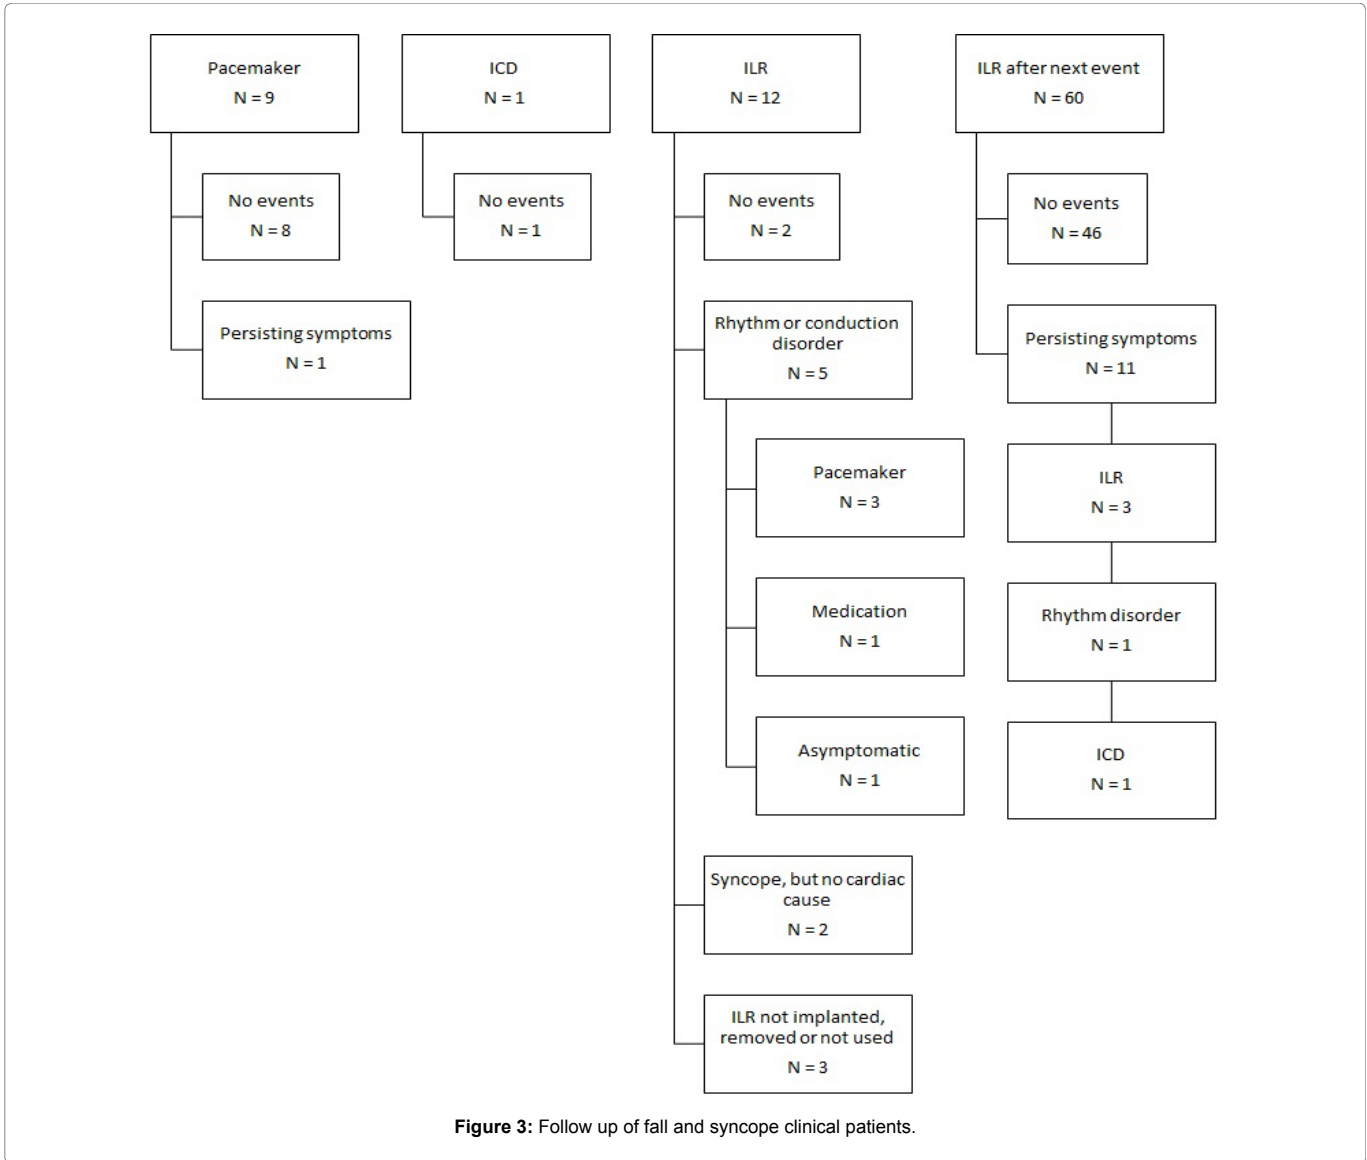 Pacemaker
N = 9
No events
N = 8
Persisting symptoms
N = 1
ICD
N = 1
No events
N = 1
ILR
N = 12
No events
N = 2
Rhythm or conduction
disorder
N = 5
Pacemaker
N = 3
Medication
N = 1
Asymptomatic
N = 1
Syncope, but no cardiac
cause
N = 2
ILR not implanted,
removed or not used
N = 3
ILR after next event
N = 60
No events
N = 46
Persisting symptoms
N = 11
ILR
N = 3
Rhythm disorder
N = 1
ICD
N = 1
Figure 3: Follow up of fall and syncope clinical patients.